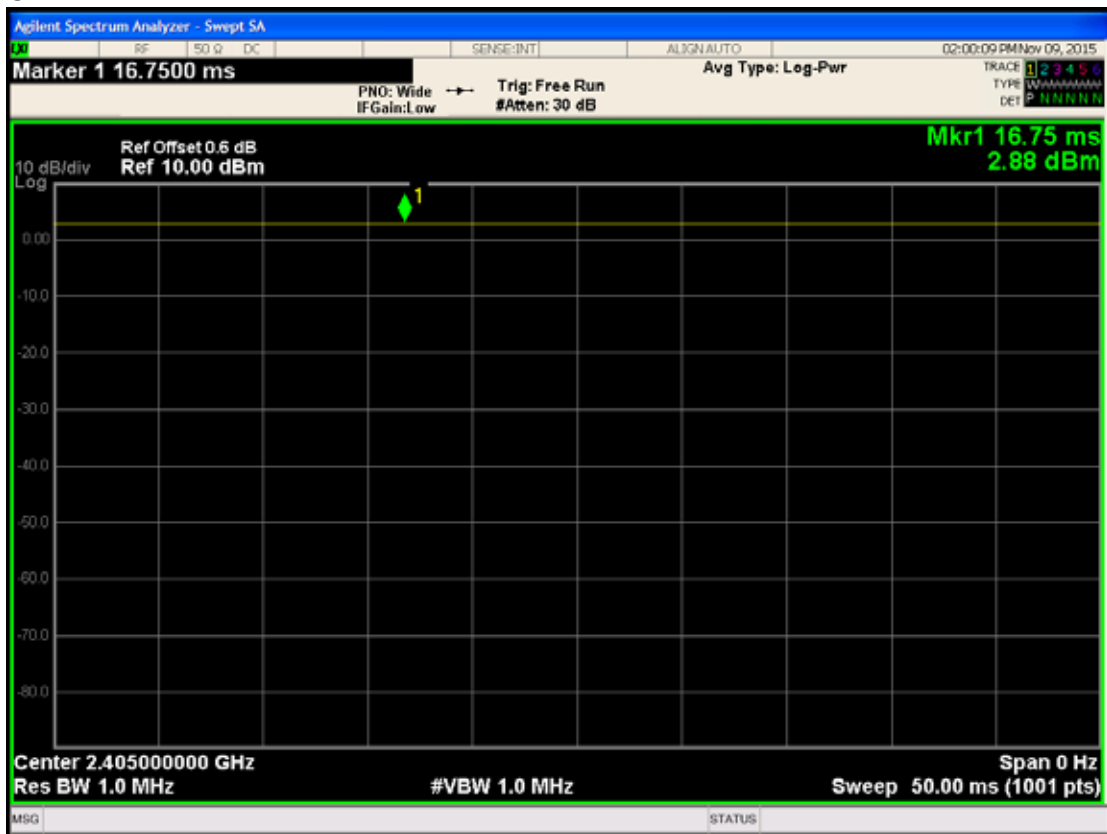 Agilent Spectrum Analyzer - Swept SA
LXI RF 50 Ω DC SENSE:INT ALIGN AUTO 02:00:09 PM Nov 09, 2015
Marker 1 16.7500 ms
Avg Type: Log-Pwr
TRACE 1 2 3 4 5 6
PNO: Wide
Trig: Free Run
TYPE
IFGain:Low
#Atten: 30 dB
DET P N N N N N
Mkr1 16.75 ms
Ref Offset 0.6 dB
10 dB/div Ref 10.00 dBm
2.88 dBm
Log
1
0.00
-10.0
-20.0
-30.0
-40.0
-50.0
-60.0
-70.0
-80.0
Center 2.405000000 GHz Span 0 Hz
Res BW 1.0 MHz #VBW 1.0 MHz Sweep 50.00 ms (1001 pts)
MSG STATUS